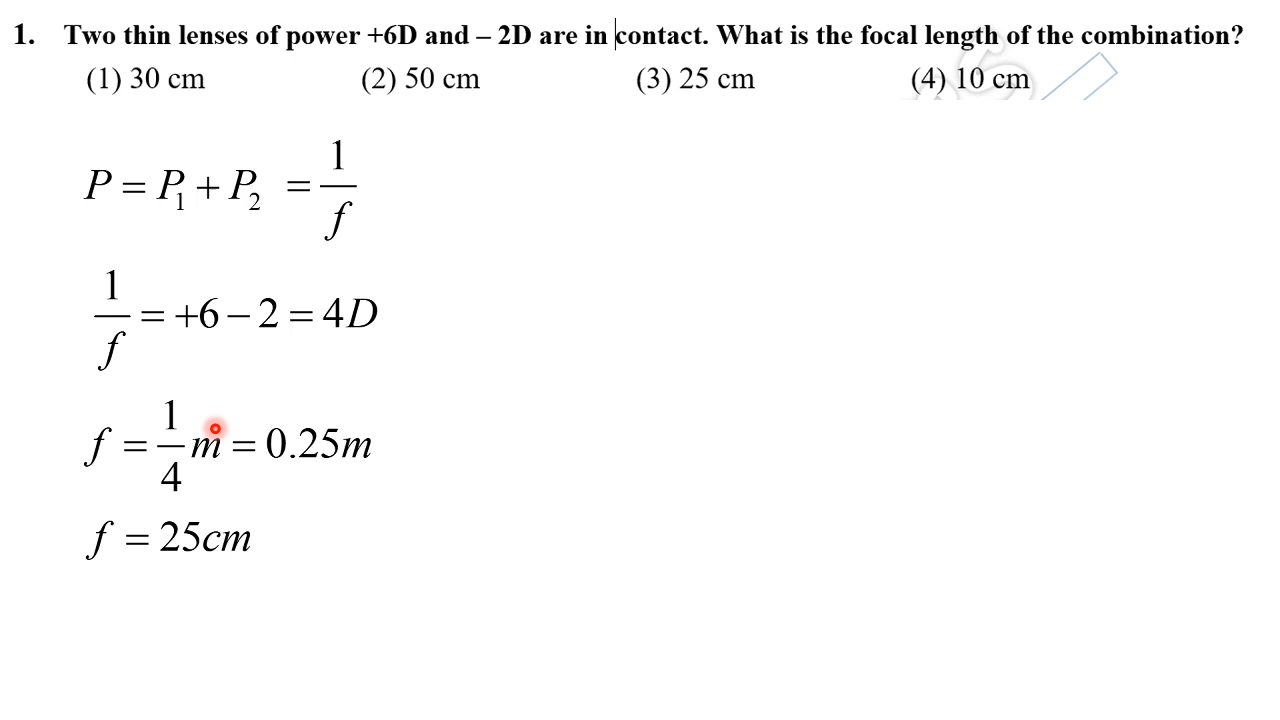 1. Two thin lenses of power +6D and – 2D are in contact. What is the focal length of the combination?
(1) 30 cm (2) 50 cm (3) 25 cm (4) 10 cm
P = P₁ + P₂ = 1/f
1/f = +6 – 2 = 4D
f = 1/4 m = 0.25m
f = 25cm